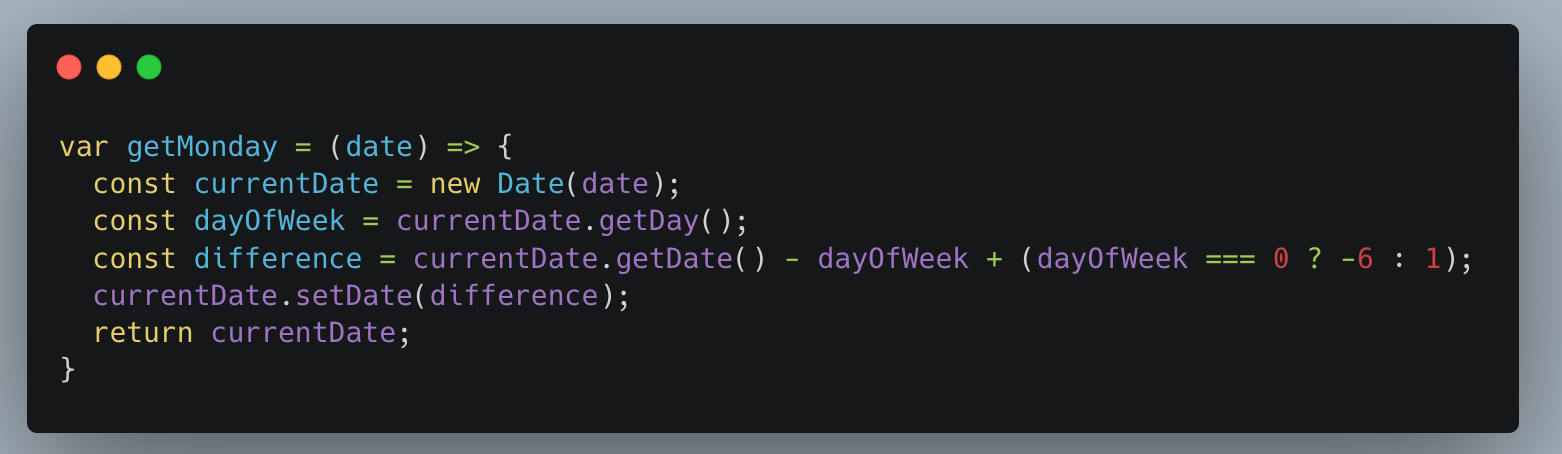 var getMonday = (date) => {
  const currentDate = new Date(date);
  const dayOfWeek = currentDate.getDay();
  const difference = currentDate.getDate() - dayOfWeek + (dayOfWeek === 0 ? -6 : 1);
  currentDate.setDate(difference);
  return currentDate;
}